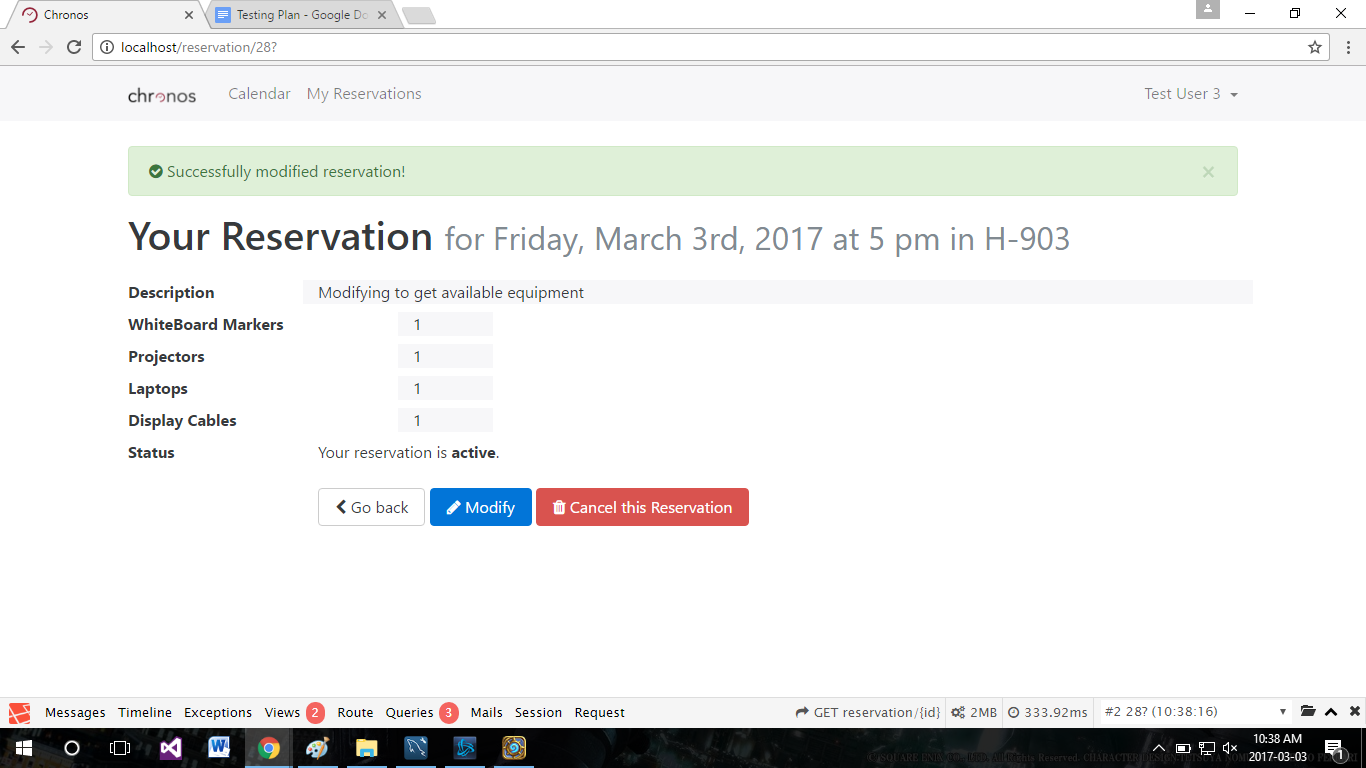 Chronos
Testing Plan - Google Do
localhost/reservation/28?
chronos Calendar My Reservations Test User 3
Successfully modified reservation! ×
Your Reservation for Friday, March 3rd, 2017 at 5 pm in H-903
Description Modifying to get available equipment
WhiteBoard Markers 1
Projectors 1
Laptops 1
Display Cables 1
Status Your reservation is active.
Go back Modify Cancel this Reservation
Messages Timeline Exceptions Views 2 Route Queries 3 Mails Session Request GET reservation/{id} 2MB 333.92ms #2 28? (10:38:16)
10:38 AM
2017-03-03
1